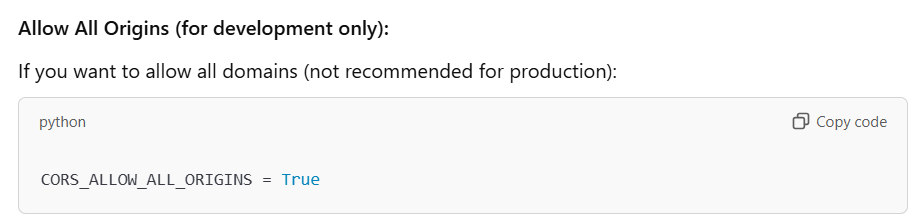 Allow All Origins (for development only):
If you want to allow all domains (not recommended for production):
python
Copy code
CORS_ALLOW_ALL_ORIGINS = True